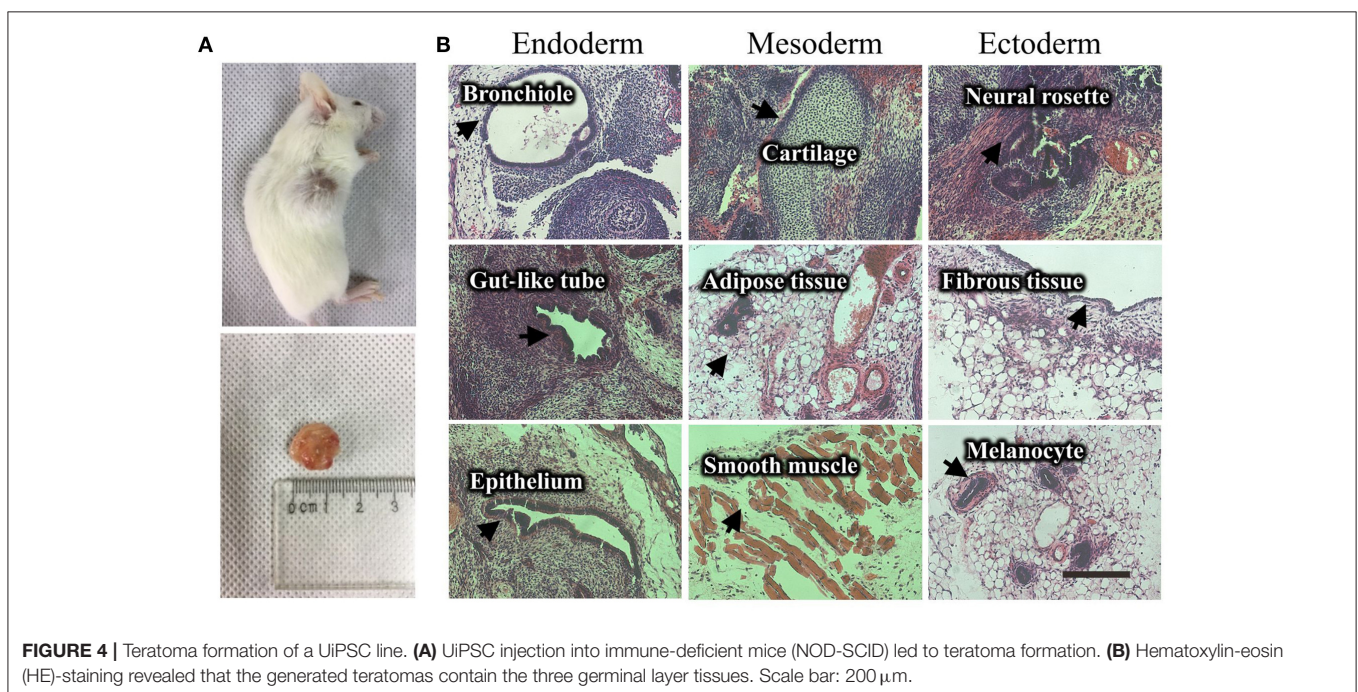 A
B
Endoderm
Mesoderm
Ectoderm
Bronchiole
Cartilage
Neural rosette
Gut-like tube
Adipose tissue
Fibrous tissue
Epithelium
Smooth muscle
Melanocyte
0cm 1 2 3
FIGURE 4 | Teratoma formation of a UiPSC line. (A) UiPSC injection into immune-deficient mice (NOD-SCID) led to teratoma formation. (B) Hematoxylin-eosin
(HE)-staining revealed that the generated teratomas contain the three germinal layer tissues. Scale bar: 200 μm.